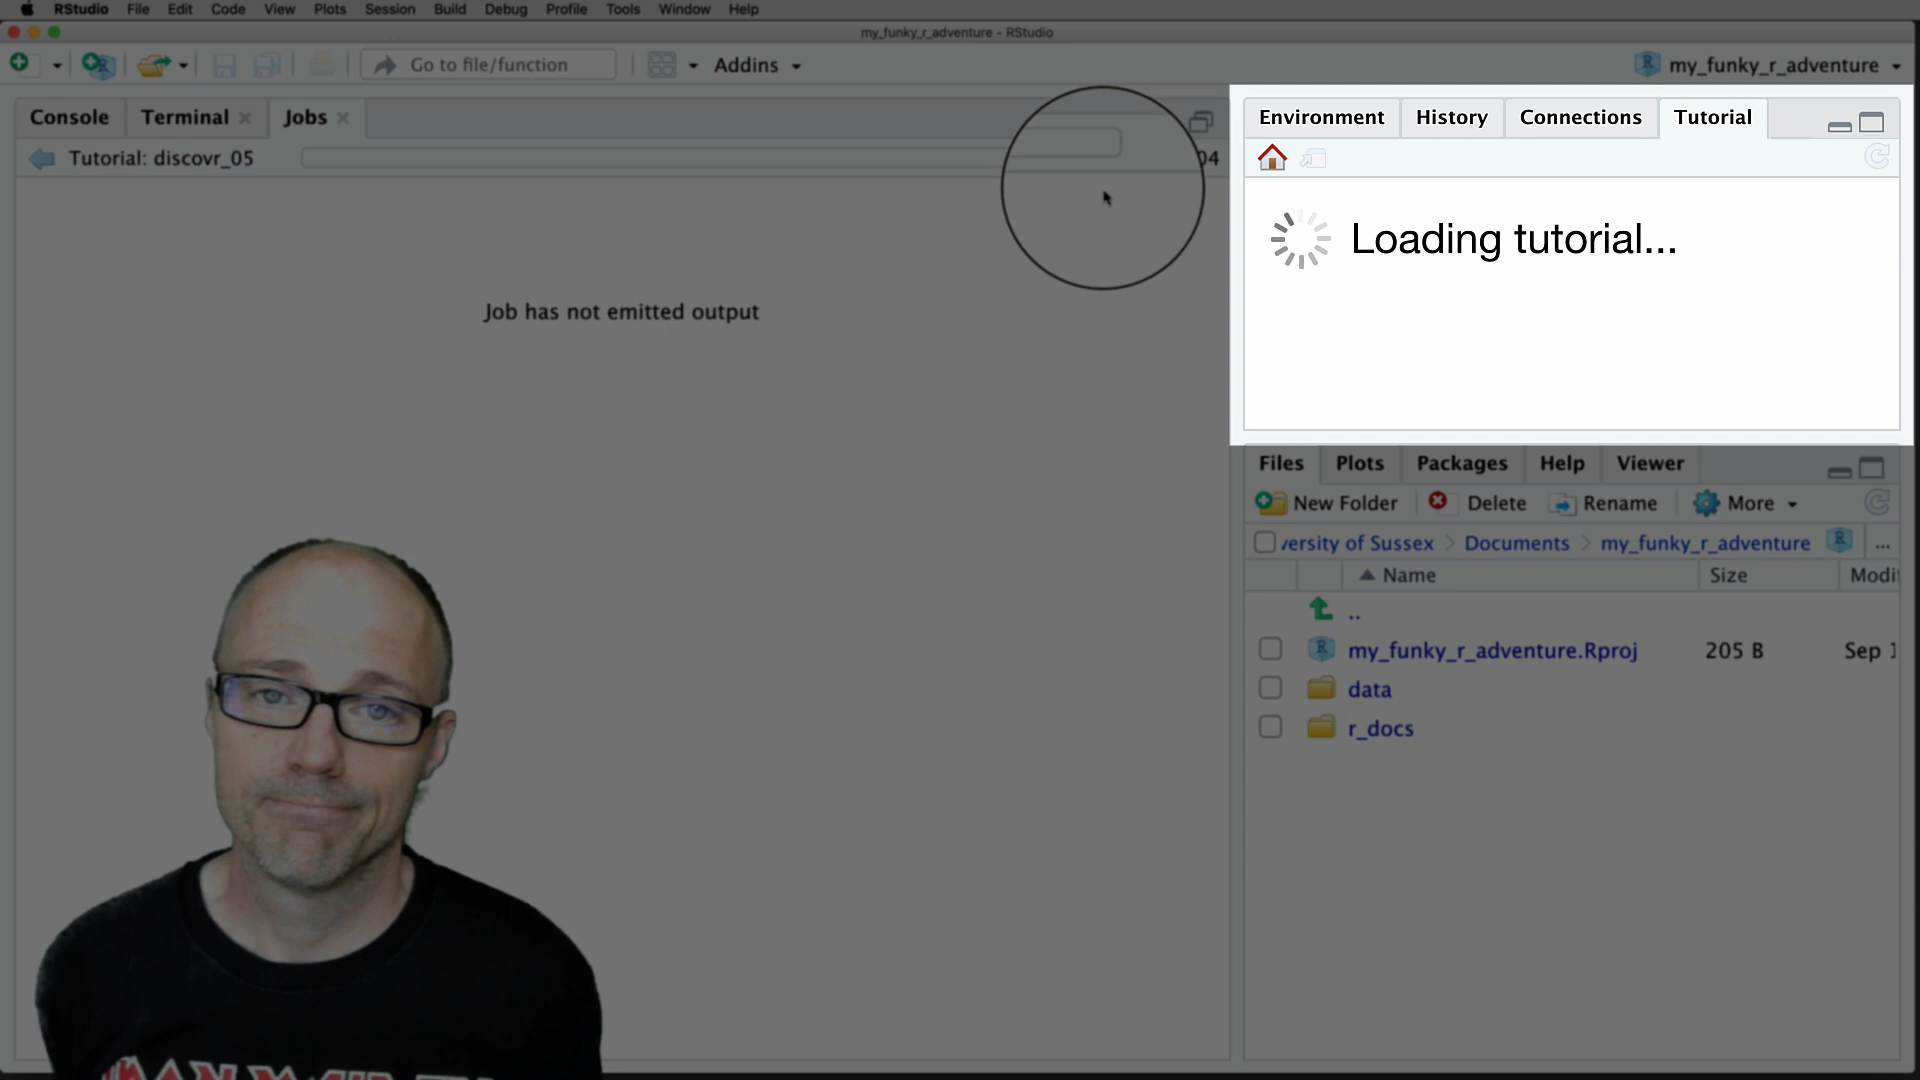 RStudio File Edit Code View Plots Session Build Debug Profile Tools Window Help
my_funky_r_adventure - RStudio
Go to file/function Addins my_funky_r_adventure
Console Terminal Jobs
Tutorial: discovr_05 04
Job has not emitted output
Environment History Connections Tutorial
Loading tutorial...
Files Plots Packages Help Viewer
New Folder Delete Rename More
versity of Sussex Documents my_funky_r_adventure ...
Name Size Modi
..
my_funky_r_adventure.Rproj 205 B Sep 1
data
r_docs